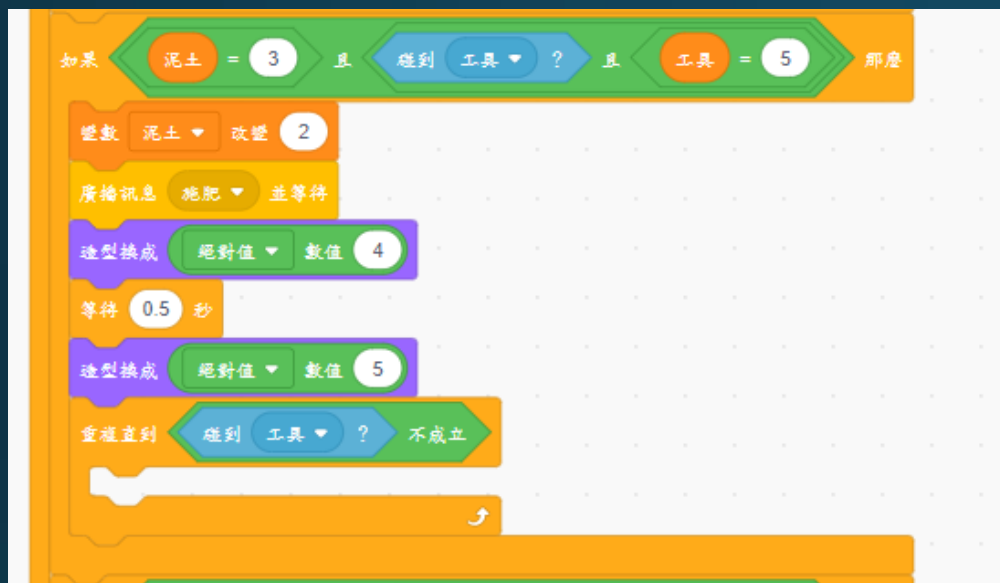 如果 泥土 = 3 且 碰到 工具 ? 且 工具 = 5 那麼
變數 泥土 改變 2
廣播訊息 施肥 並等待
造型換成 絕對值 數值 4
等待 0.5 秒
造型換成 絕對值 數值 5
重複直到 碰到 工具 ? 不成立